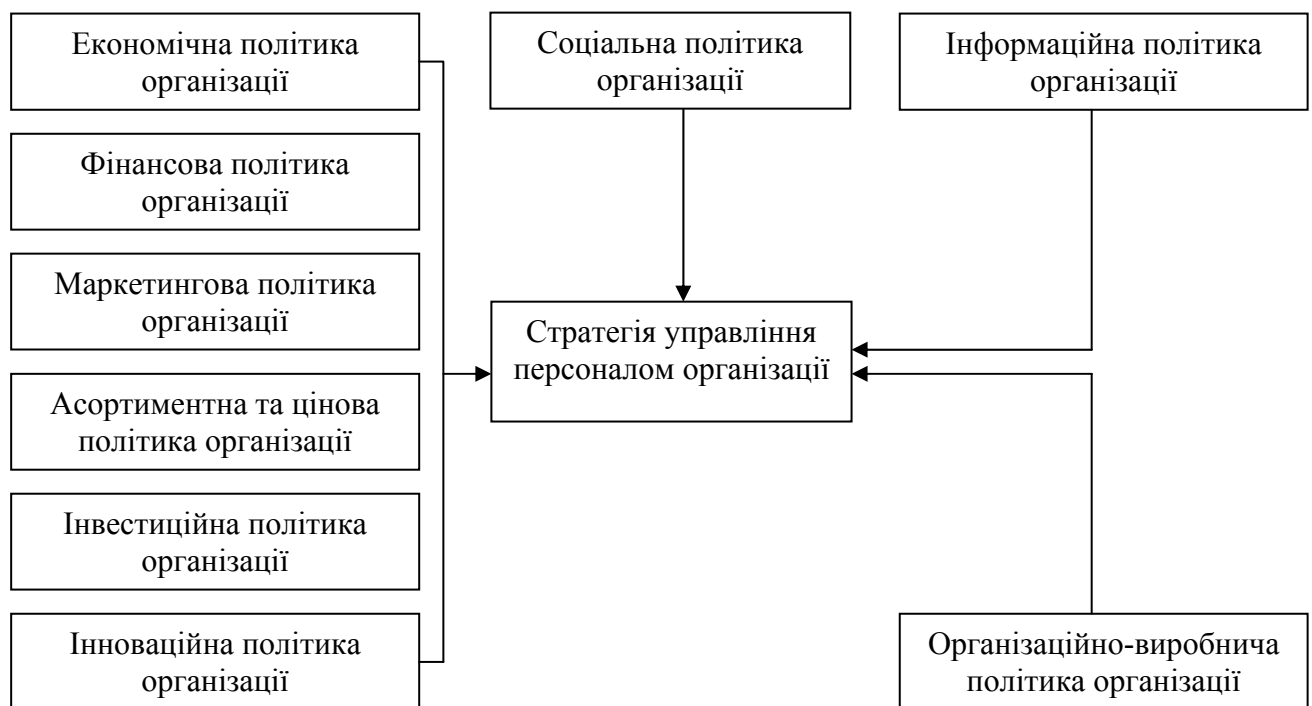 Економічна політика
організації
Соціальна політика
організації
Інформаційна політика
організації
Фінансова політика
організації
Маркетингова політика
організації
Стратегія управління
персоналом організації
Асортиментна та цінова
політика організації
Інвестиційна політика
організації
Інноваційна політика
організації
Організаційно-виробнича
політика організації